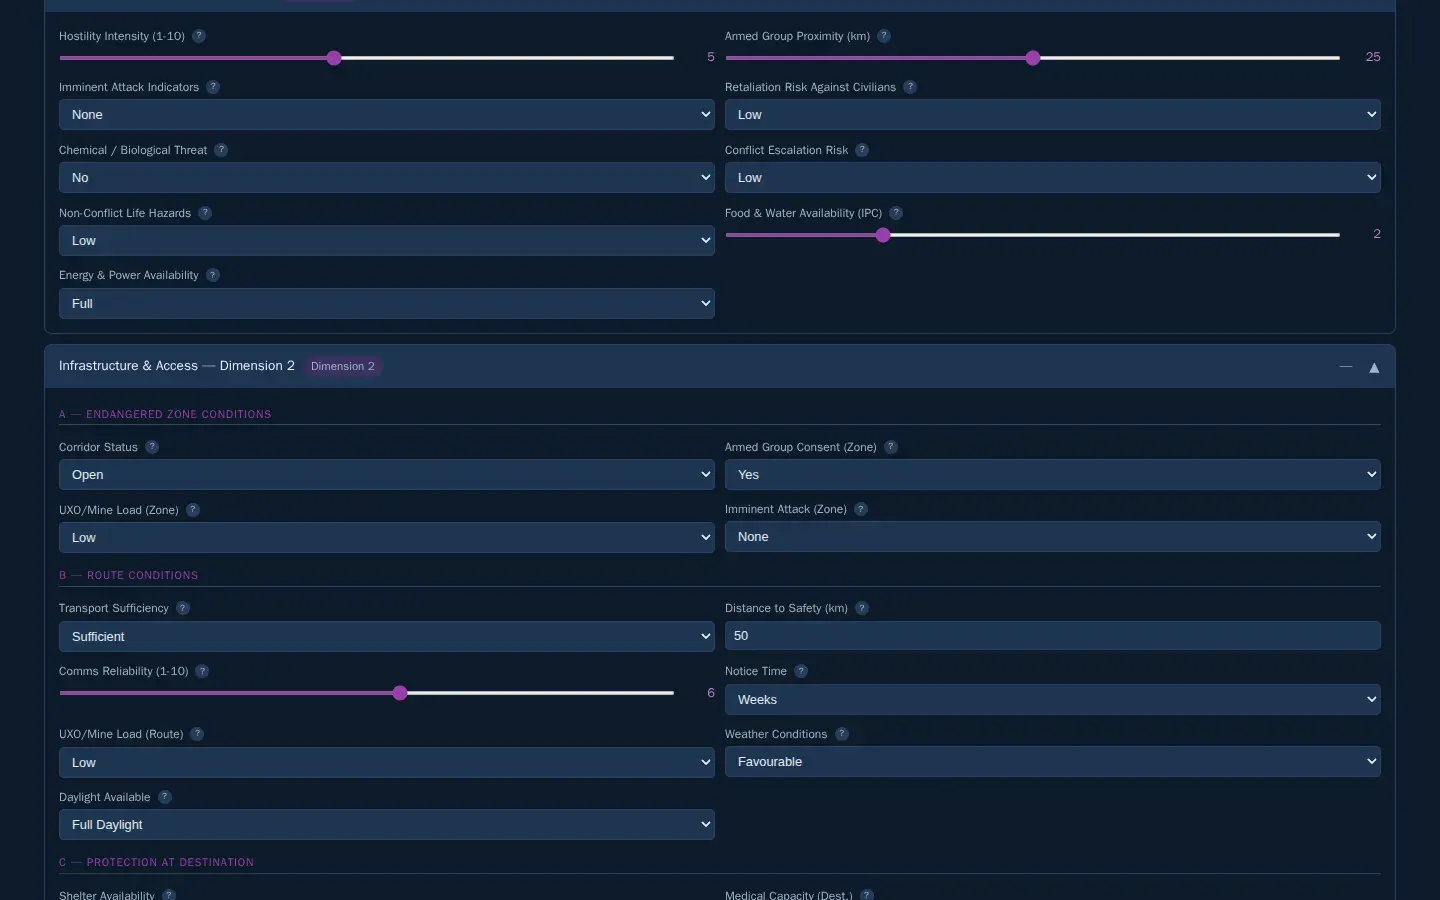 Hostility Intensity (1-10) ?
5
Armed Group Proximity (km) ?
25
Imminent Attack Indicators ?
None
Retaliation Risk Against Civilians ?
Low
Chemical / Biological Threat ?
No
Conflict Escalation Risk ?
Low
Non-Conflict Life Hazards ?
Low
Food & Water Availability (IPC) ?
2
Energy & Power Availability ?
Full
Infrastructure & Access — Dimension 2 Dimension 2 — ▲
A — ENDANGERED ZONE CONDITIONS
Corridor Status ?
Open
Armed Group Consent (Zone) ?
Yes
UXO/Mine Load (Zone) ?
Low
Imminent Attack (Zone) ?
None
B — ROUTE CONDITIONS
Transport Sufficiency ?
Sufficient
Distance to Safety (km) ?
50
Comms Reliability (1-10) ?
6
Notice Time ?
Weeks
UXO/Mine Load (Route) ?
Low
Weather Conditions ?
Favourable
Daylight Available ?
Full Daylight
C — PROTECTION AT DESTINATION
Shelter Availability ?
Medical Capacity (Dest.) ?